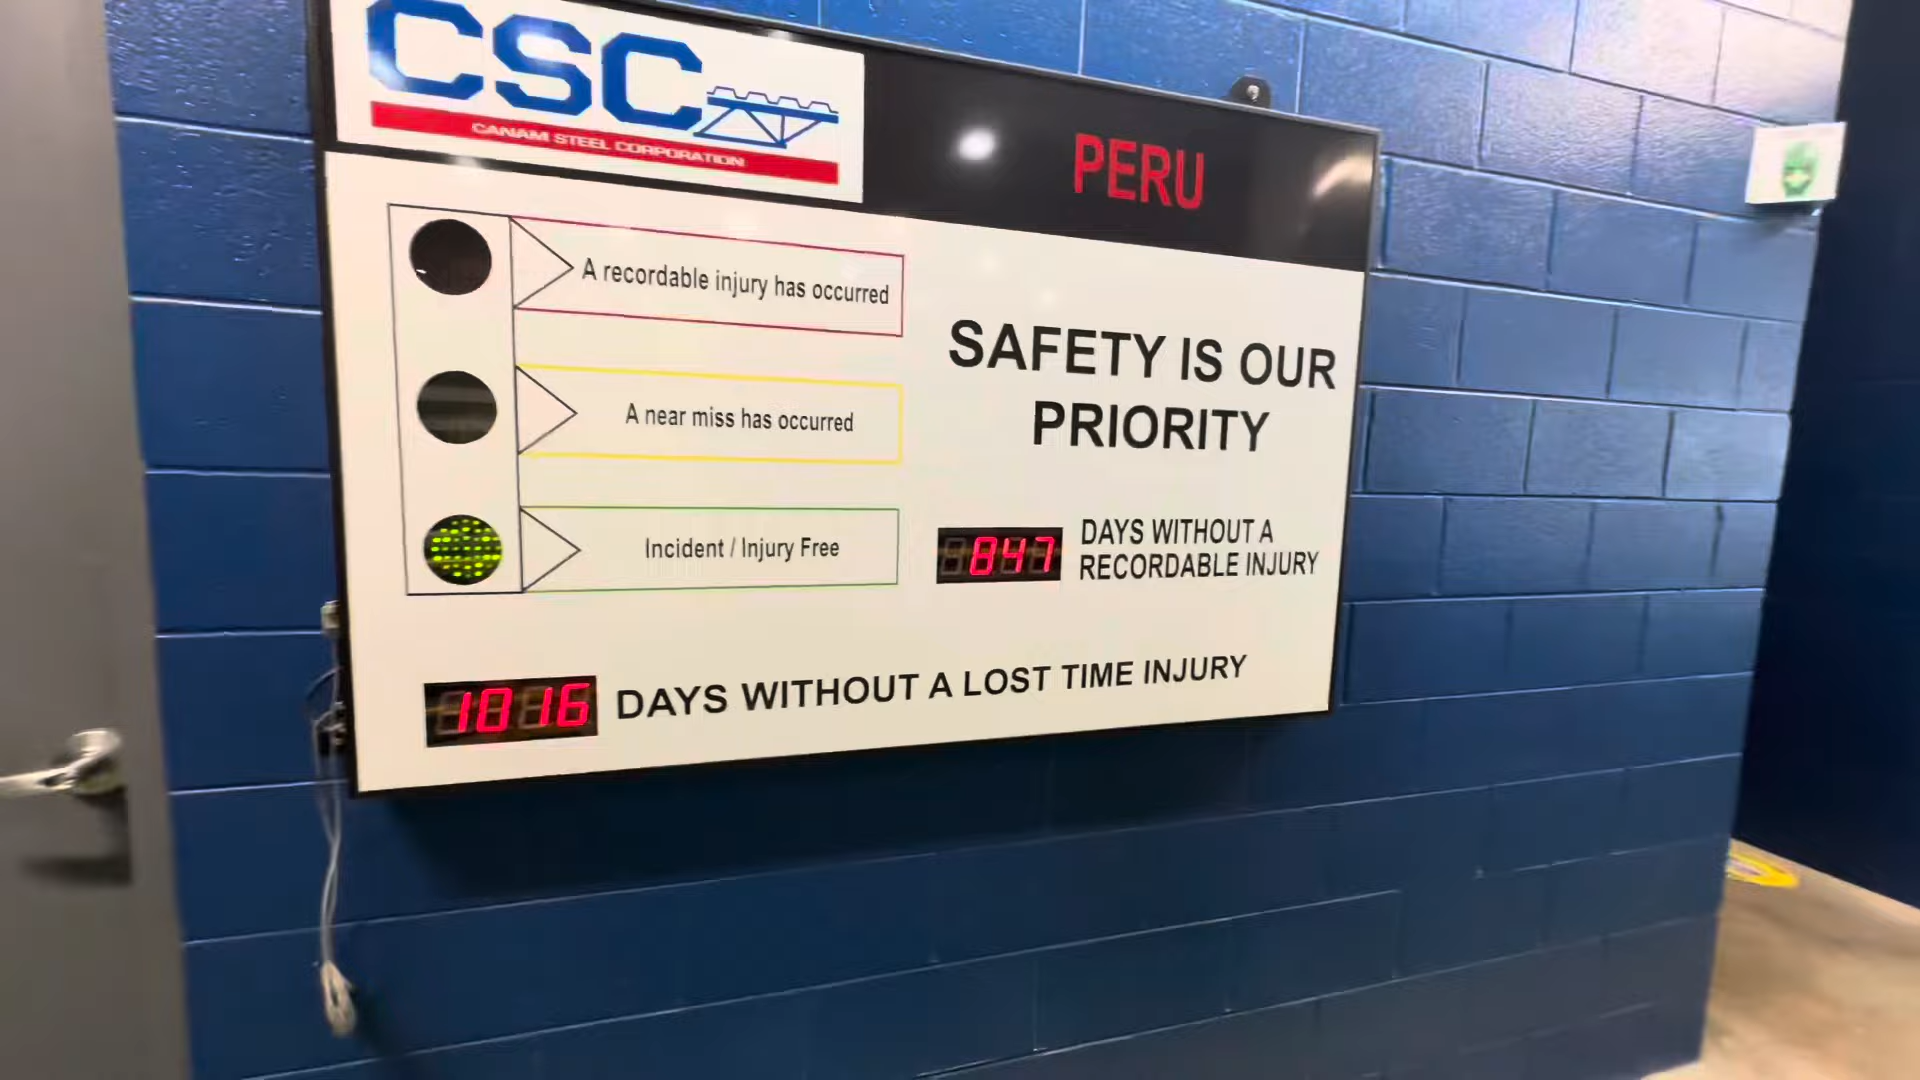 CSC
CANAM STEEL CORPORATION
PERU
A recordable injury has occurred
A near miss has occurred
Incident / Injury Free
SAFETY IS OUR
PRIORITY
847
DAYS WITHOUT A
RECORDABLE INJURY
1016
DAYS WITHOUT A LOST TIME INJURY